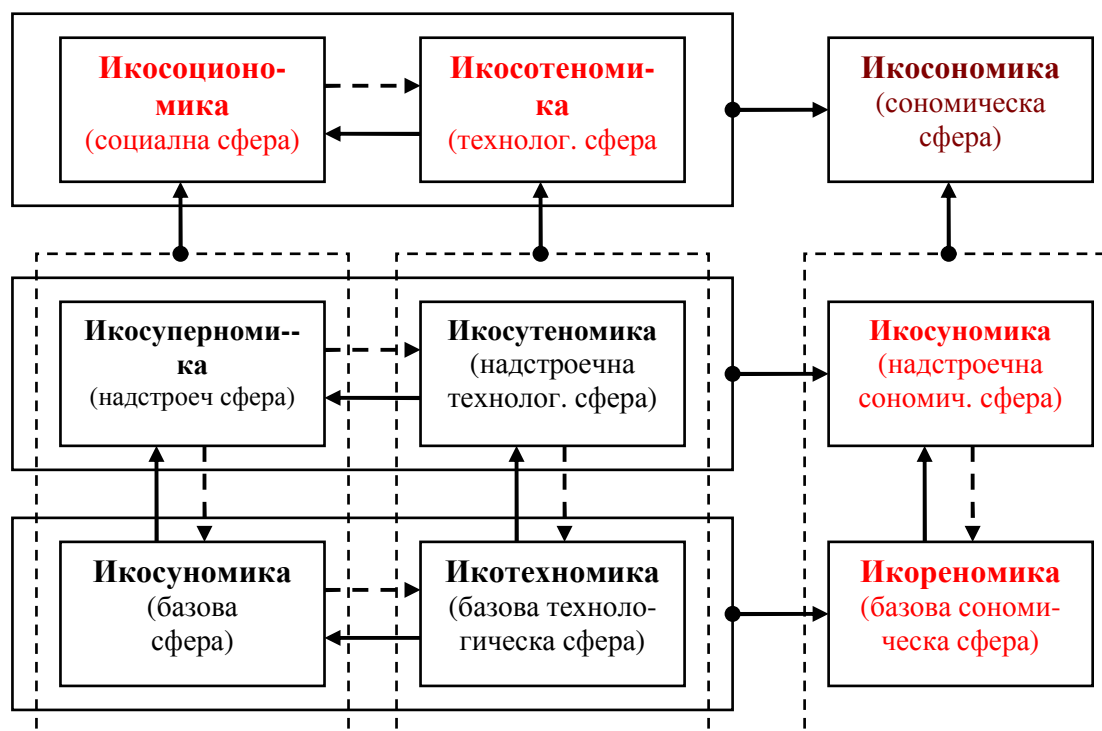 Икосоционо-
мика
(социална сфера)
Икосотеноми-
ка
(технолог. сфера
Икосономика
(сономическа
сфера)
Икосуперноми--
ка
(надстроеч сфера)
Икосутеномика
(надстроечна
технолог. сфера)
Икосуномика
(надстроечна
сономич. сфера)
Икосуномика
(базова
сфера)
Икотехномика
(базова техноло-
гическа сфера)
Икореномика
(базова сономи-
ческа сфера)